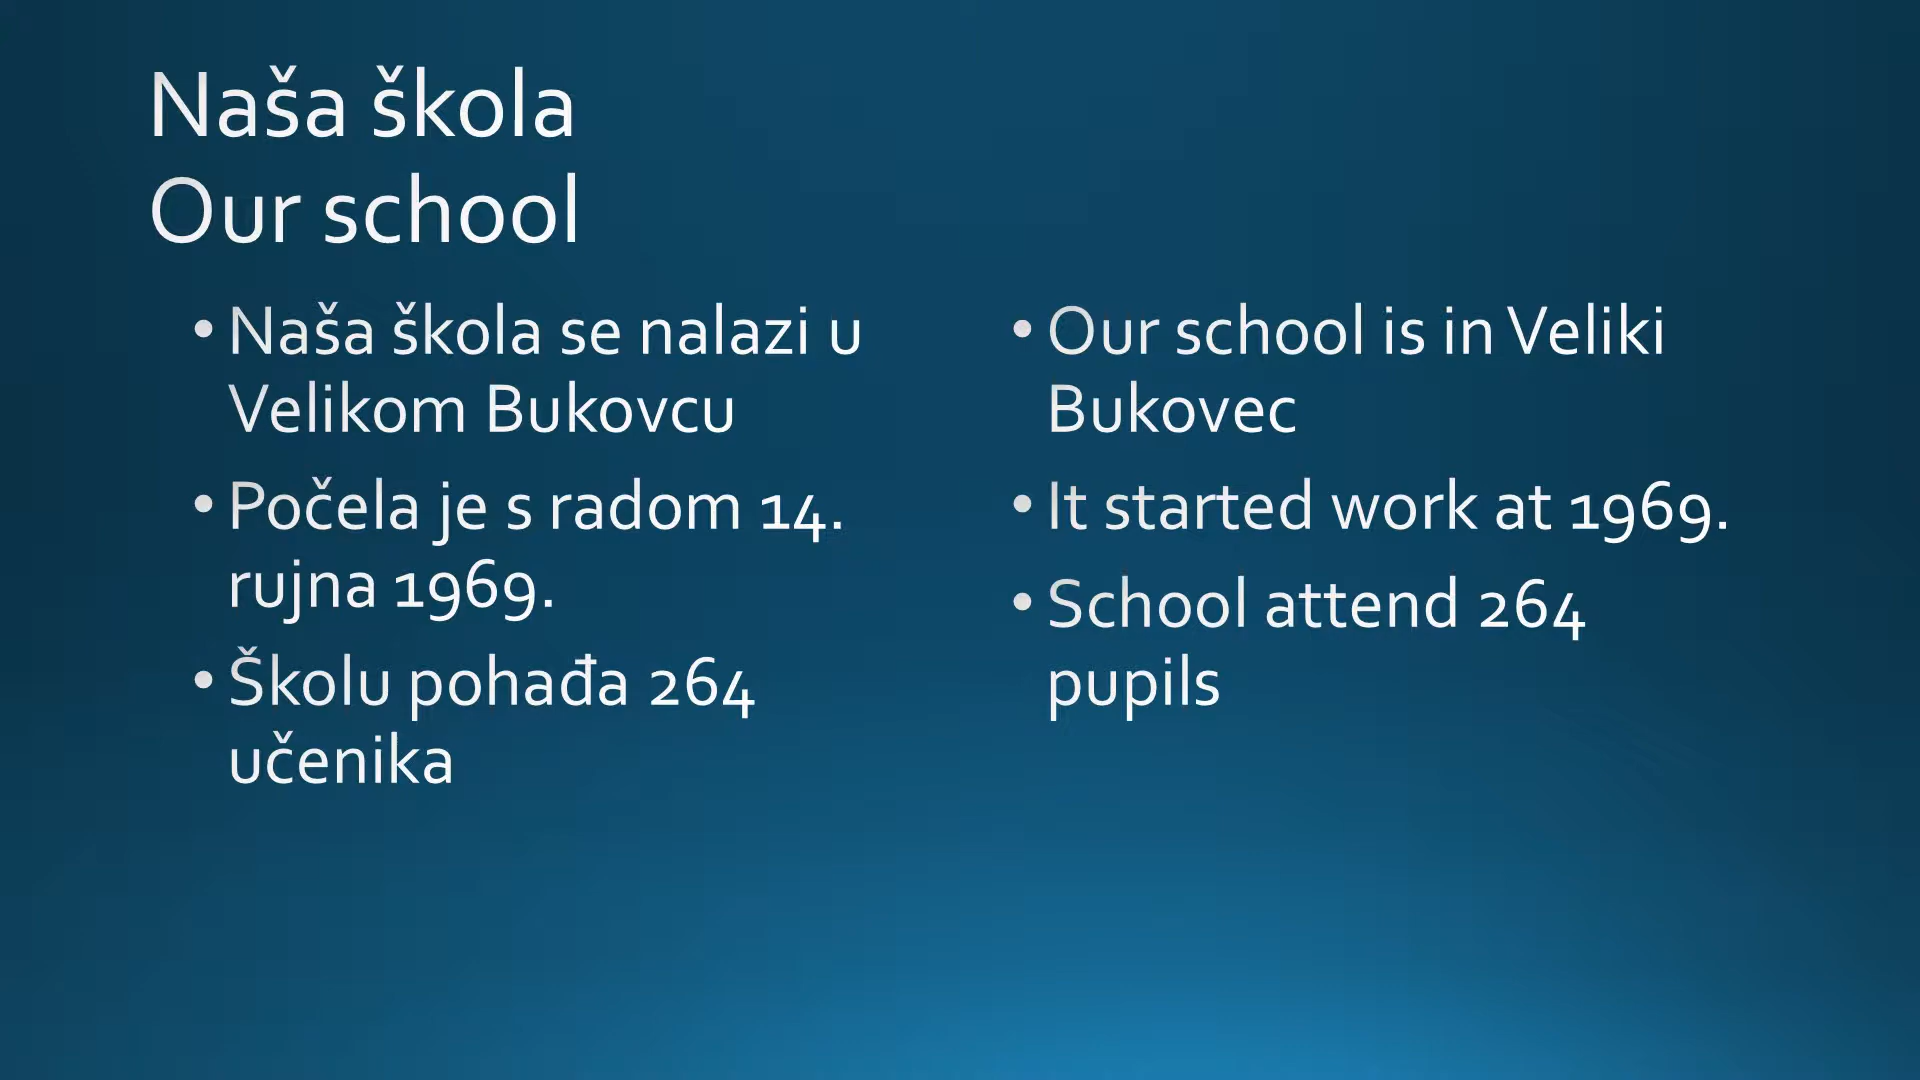 Naša škola
Our school
• Naša škola se nalazi u
Velikom Bukovcu
• Počela je s radom 14.
rujna 1969.
• Školu pohađa 264
učenika
• Our school is in Veliki
Bukovec
• It started work at 1969.
• School attend 264
pupils